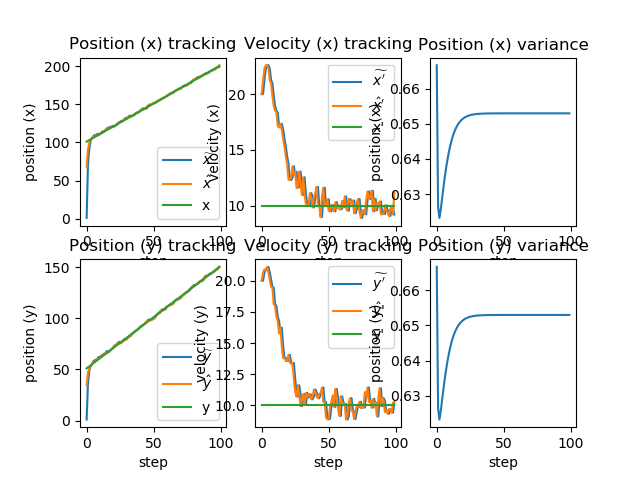 Position (x) tracking
Velocity (x) tracking
Position (x) variance
position (x)
200
150
100
50
0
0
50
100
x
velocity (x)
20
15
10
0
50
100
x'
position (x)
0.66
0.65
0.64
0.63
0
50
step
step
step
Position (y) tracking
Velocity (y) tracking
Position (y) variance
position (y)
150
100
50
0
0
50
100
step
ŷ
y
velocity (y)
20.0
17.5
15.0
12.5
10.0
0
50
100
step
y'
position (y)
0.66
0.65
0.64
0.63
0
50
step